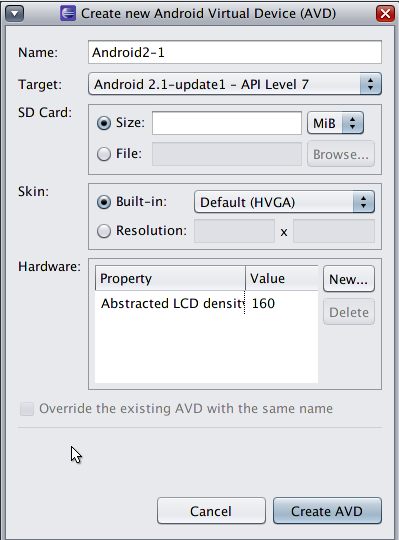 Create new Android Virtual Device (AVD)
Name: Android2-1
Target: Android 2.1-update1 - API Level 7
SD Card: Size: MiB
File: Browse...
Skin: Built-in: Default (HVGA)
Resolution: x
Hardware: Property Value New...
Abstracted LCD densit 160 Delete
Override the existing AVD with the same name
Cancel Create AVD